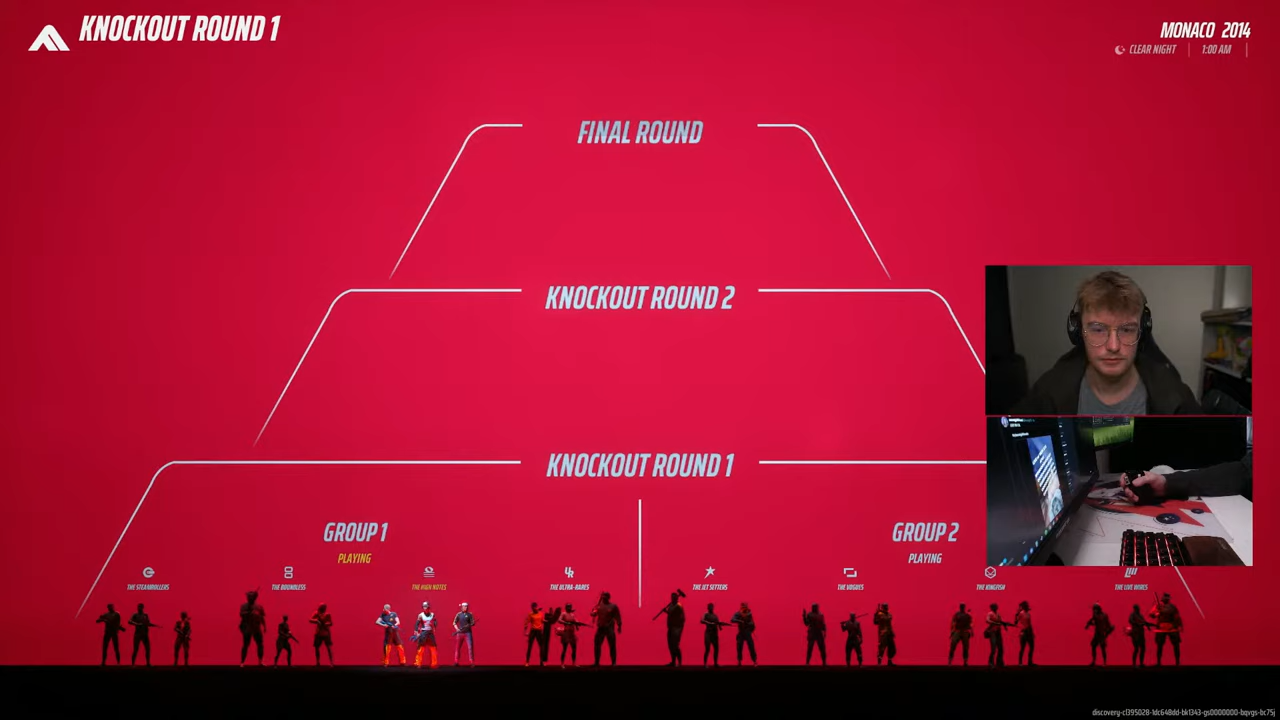 KNOCKOUT ROUND 1
MONACO 2014
CLEAR NIGHT
1:00 AM
FINAL ROUND
KNOCKOUT ROUND 2
KNOCKOUT ROUND 1
GROUP 1
GROUP 2
PLAYING
PLAYING
THE STEAMROLLERS
THE BOUNDLESS
THE HIGH NOTES
THE ULTRA-RARES
THE JET SETTERS
THE VOGUES
THE KINGFISH
THE LIVE WIRES